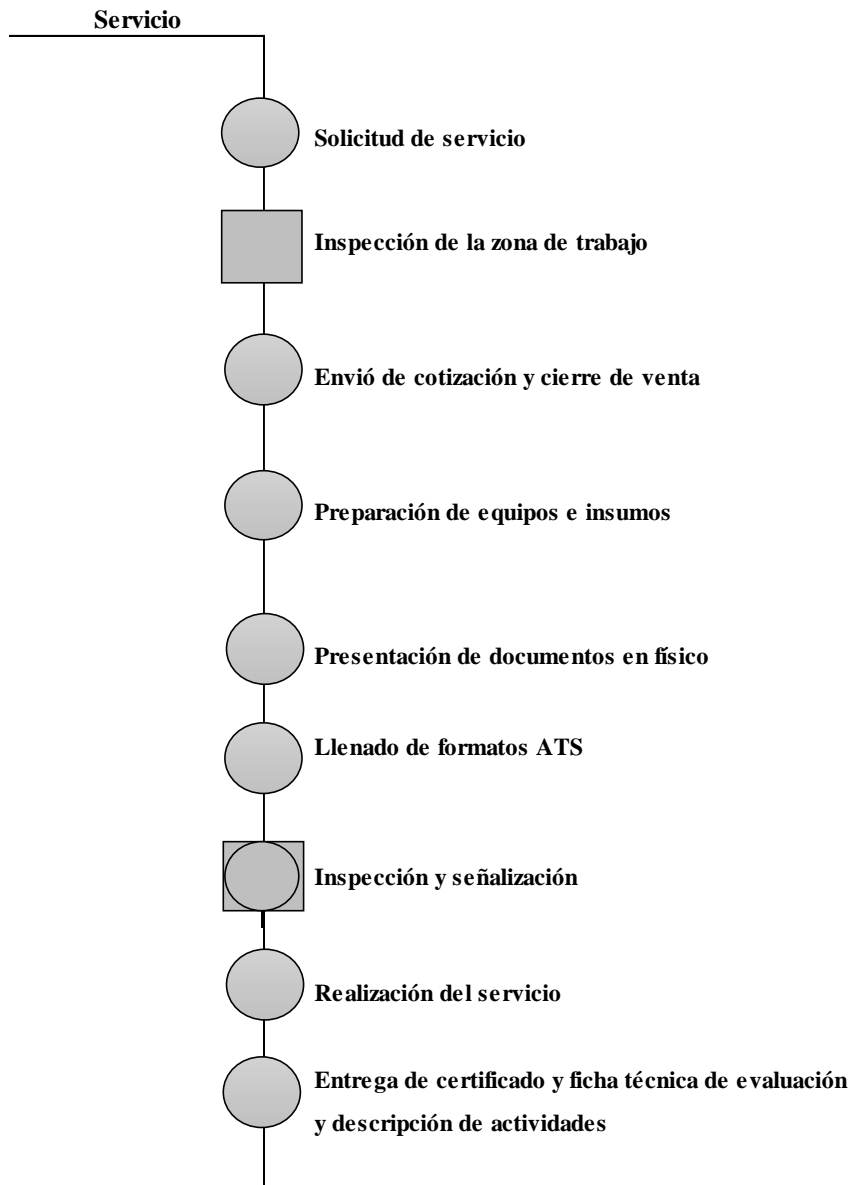 Servicio
Solicitud de servicio
Inspección de la zona de trabajo
Envió de cotización y cierre de venta
Preparación de equipos e insumos
Presentación de documentos en físico
Llenado de formatos ATS
Inspección y señalización
Realización del servicio
Entrega de certificado y ficha técnica de evaluación
y descripción de actividades